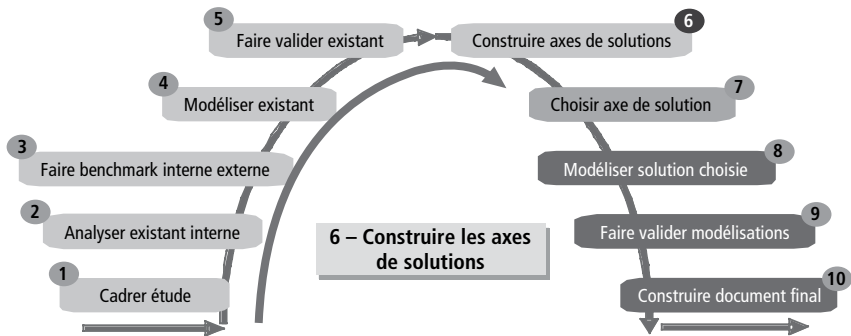 5
Faire valider existant
Construire axes de solutions
6
4
Modéliser existant
Choisir axe de solution
7
3
Faire benchmark interne externe
Modéliser solution choisie
8
2
Analyser existant interne
6 – Construire les axes
de solutions
Faire valider modélisations
9
1
Cadrer étude
Construire document final
10